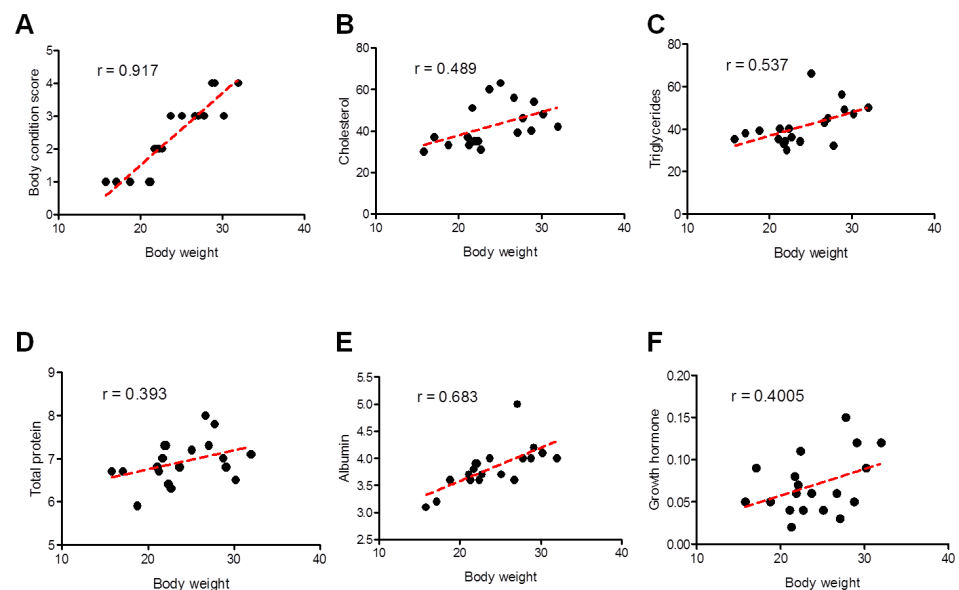 A
Body condition score
5
4
3
2
1
0
r = 0.917
10 20 30 40
Body weight
B
Cholesterol
80
60
40
20
0
r = 0.489
10 20 30 40
Body weight
C
Triglycerides
80
60
40
20
0
r = 0.537
10 20 30 40
Body weight
D
Total protein
9
8
7
6
5
r = 0.393
10 20 30 40
Body weight
E
Albumin
5.5
5.0
4.5
4.0
3.5
3.0
2.5
r = 0.683
10 20 30 40
Body weight
F
Growth hormone
0.20
0.15
0.10
0.05
0.00
r = 0.4005
10 20 30 40
Body weight